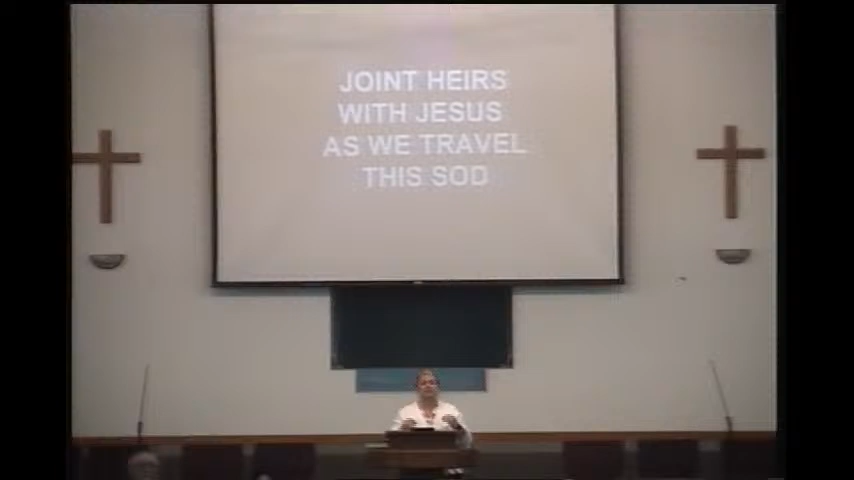 JOINT HEIRS
WITH JESUS
AS WE TRAVEL
THIS SOD